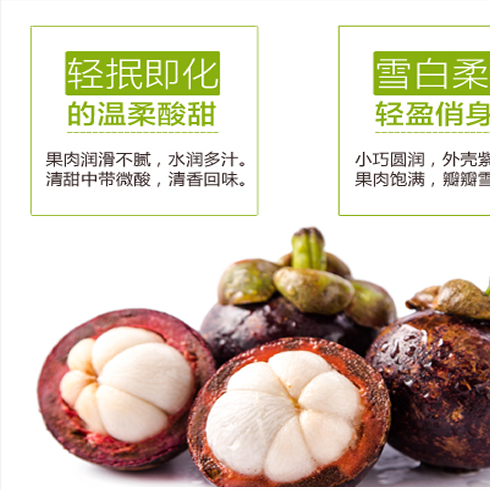 轻抿即化
的温柔酸甜
果肉润滑不腻，水润多汁。
清甜中带微酸，清香回味。
雪白柔
轻盈俏身
小巧圆润，外壳紫
果肉饱满，瓣瓣雪